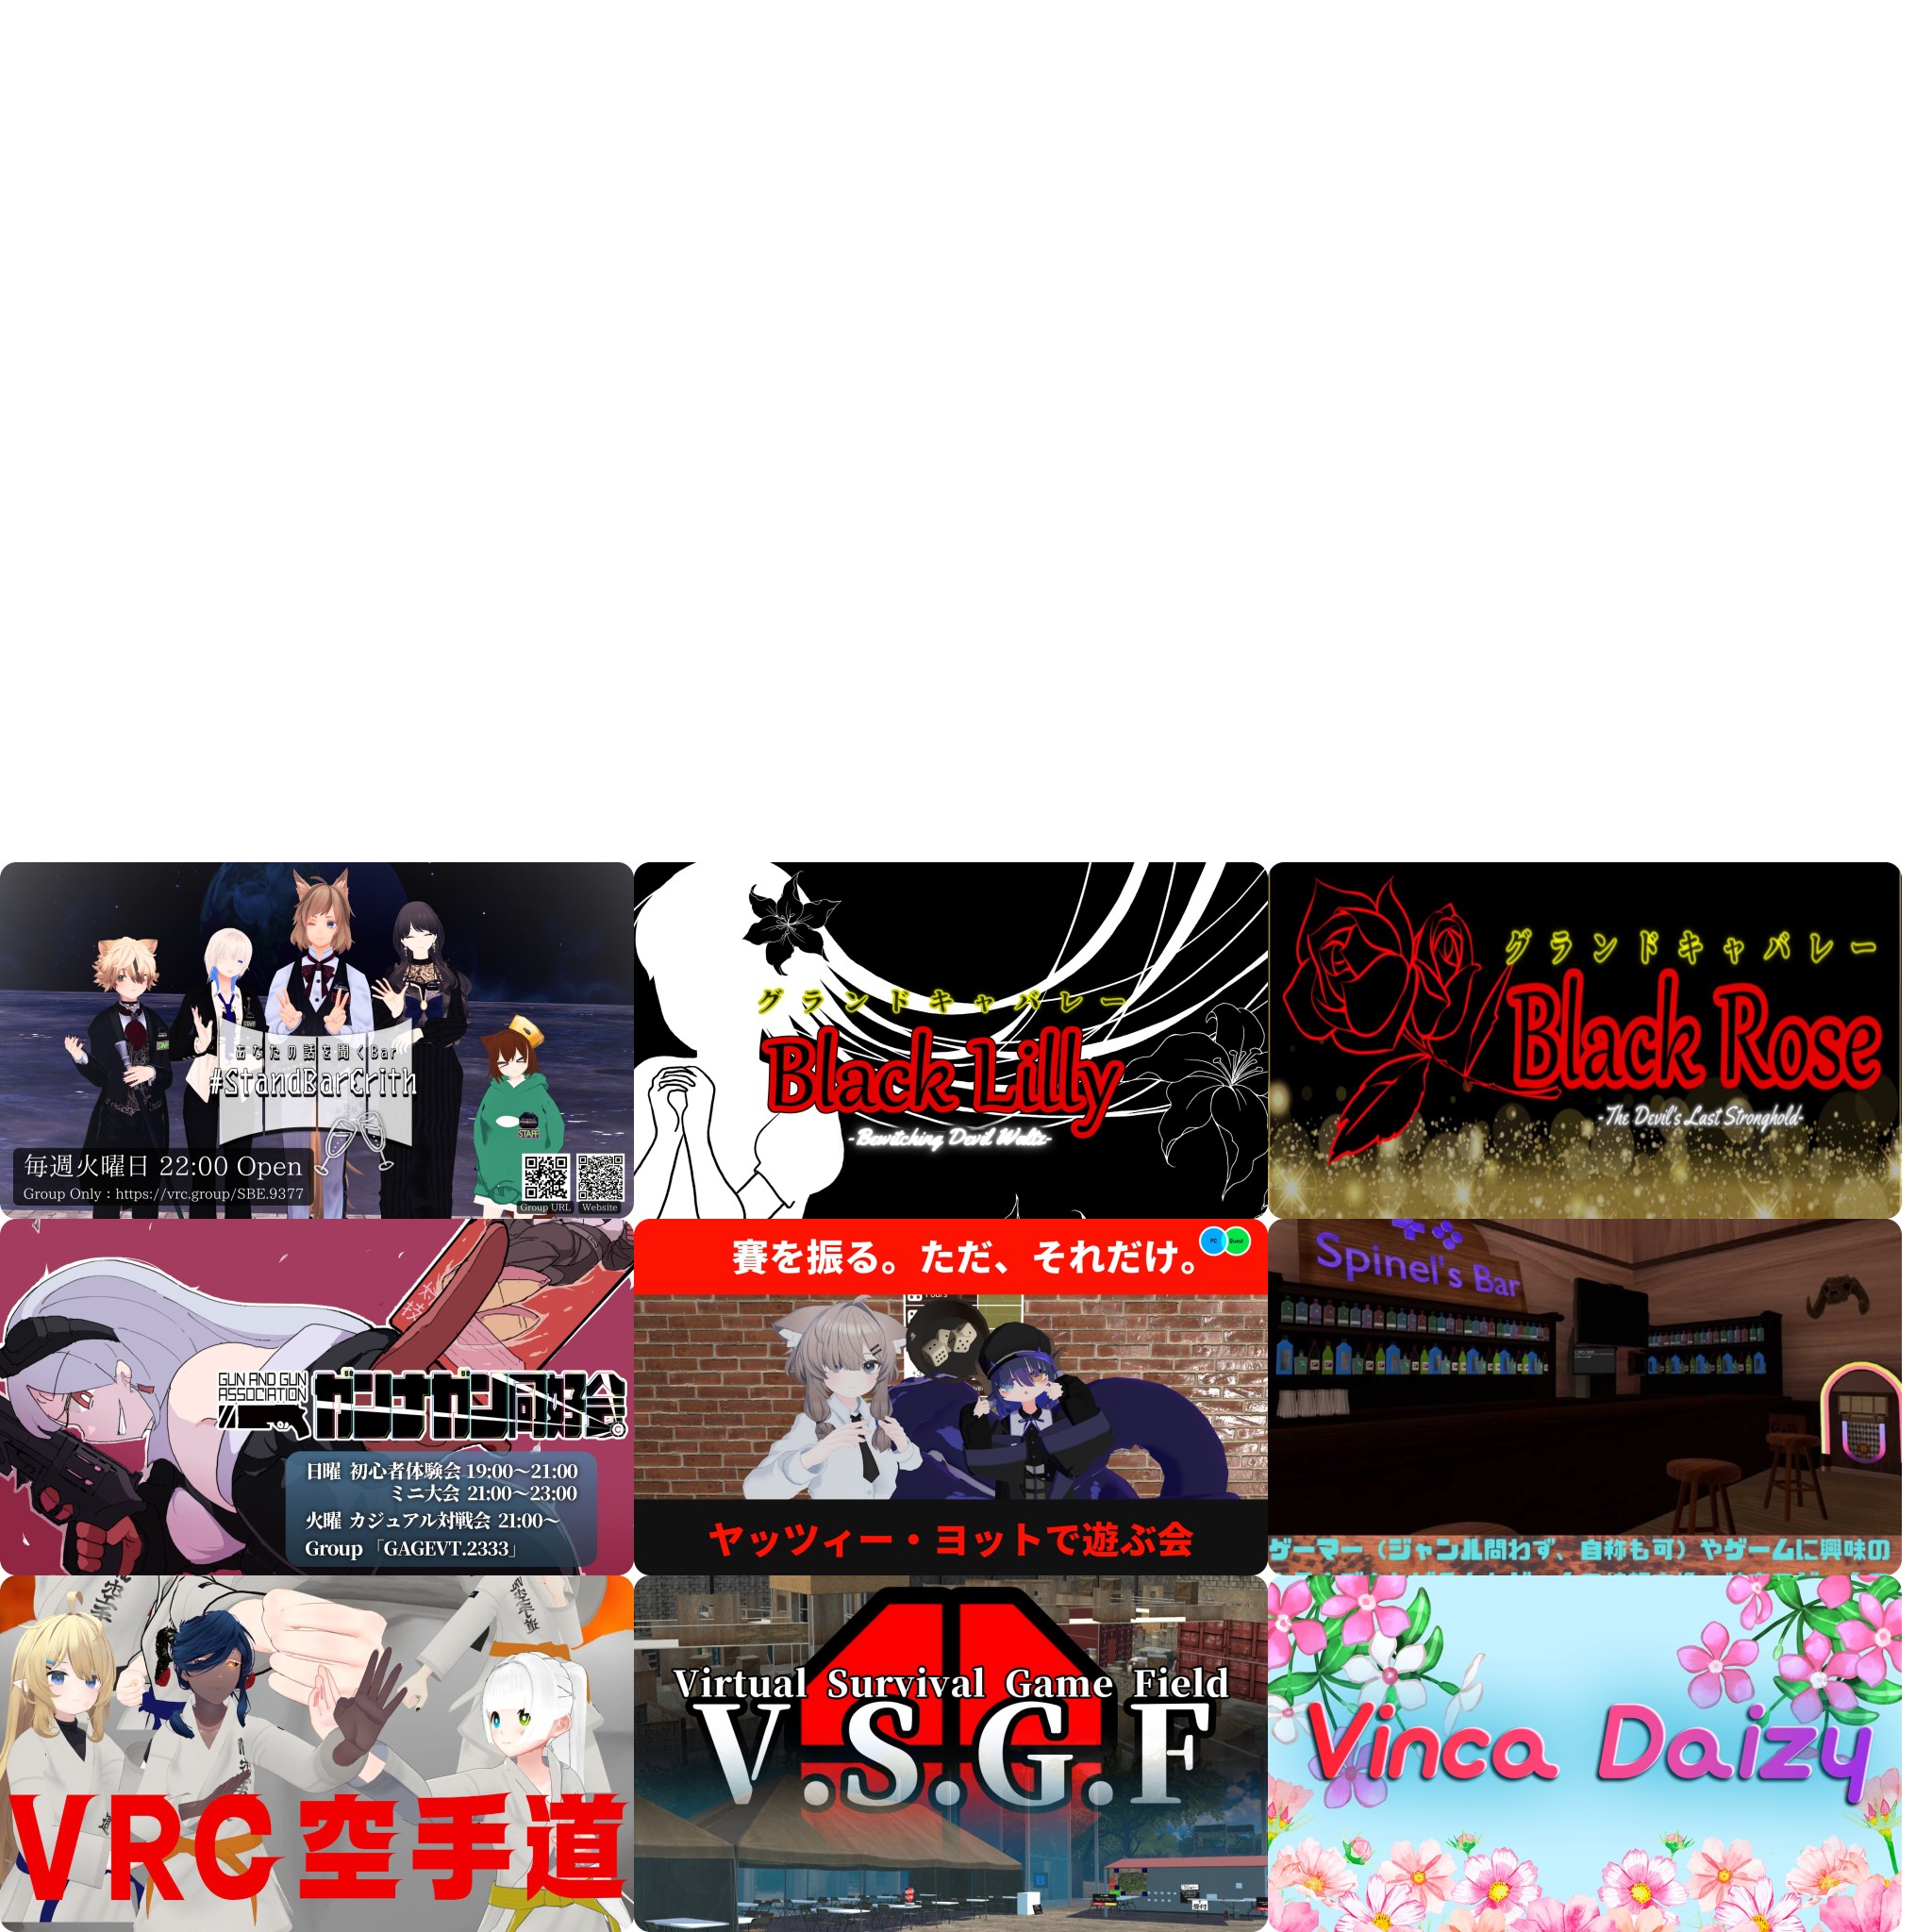 あなたの話を聞くBar
#StandBarCrith
STAFF
毎週火曜日 22:00 Open
Group Only : https://vrc.group/SBE.9377
Group URL
Website
グランドキャバレー
Black Lilly
-Bewitching Devil Waltz-
グランドキャバレー
Black Rose
-The Devil's Last Stronghold-
GUN AND GUN
ASSOCIATION
ガンナガン同好会
日曜 初心者体験会 19:00～21:00
ミニ大会 21:00～23:00
火曜 カジュアル対戦会 21:00～
Group 「GAGEVT.2333」
賽を振る。ただ、それだけ。
PC
Quest
ヤッツィー・ヨットで遊ぶ会
Spinel's Bar
ゲーマー（ジャンル問わず、自称も可）やゲームに興味の
VRC空手道
Virtual Survival Game Field
V.S.G.F
Vinca Daizy